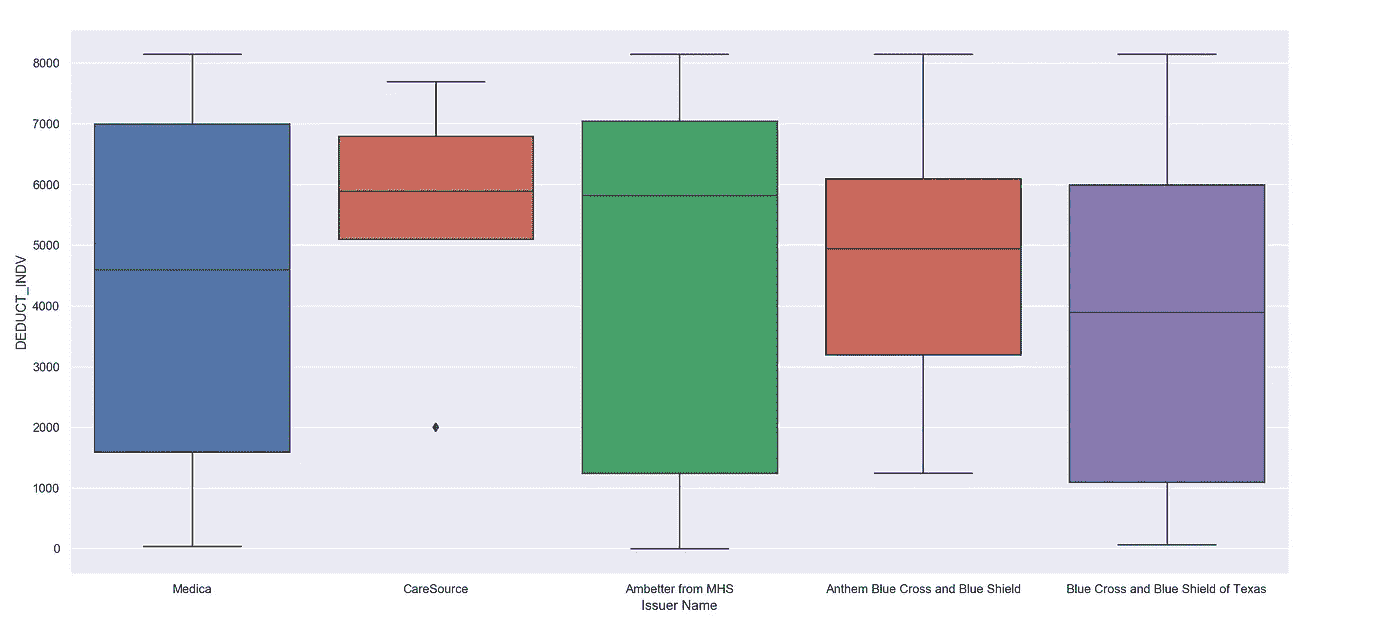 8000
7000
6000
5000
4000
3000
2000
1000
0
DEDUCT_INDV
Medica
CareSource
Ambetter from MHS
Anthem Blue Cross and Blue Shield
Blue Cross and Blue Shield of Texas
Issuer Name